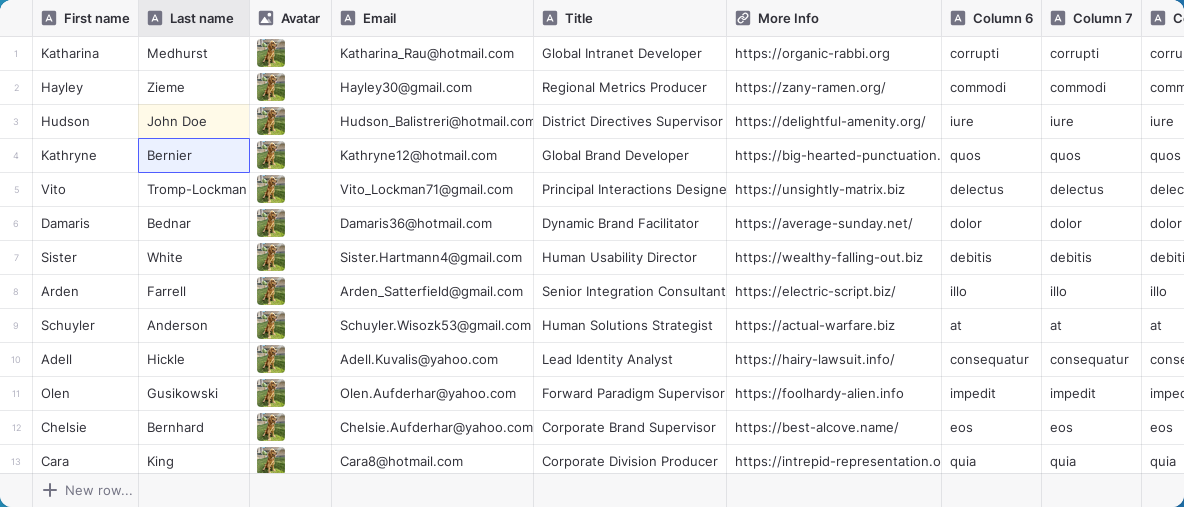 First name Last name Avatar Email Title More Info Column 6 Column 7 C
1 Katharina Medhurst Katharina_Rau@hotmail.com Global Intranet Developer https://organic-rabbi.org corrupti corrupti corru
2 Hayley Zieme Hayley30@gmail.com Regional Metrics Producer https://zany-ramen.org/ commodi commodi comm
3 Hudson John Doe Hudson_Balistreri@hotmail.com District Directives Supervisor https://delightful-amenity.org/ iure iure iure
4 Kathryne Bernier Kathryne12@hotmail.com Global Brand Developer https://big-hearted-punctuation. quos quos quos
5 Vito Tromp-Lockman Vito_Lockman71@gmail.com Principal Interactions Designe https://unsightly-matrix.biz delectus delectus delec
6 Damaris Bednar Damaris36@hotmail.com Dynamic Brand Facilitator https://average-sunday.net/ dolor dolor dolor
7 Sister White Sister.Hartmann4@gmail.com Human Usability Director https://wealthy-falling-out.biz debitis debitis debiti
8 Arden Farrell Arden_Satterfield@gmail.com Senior Integration Consultant https://electric-script.biz/ illo illo illo
9 Schuyler Anderson Schuyler.Wisozk53@gmail.com Human Solutions Strategist https://actual-warfare.biz at at at
10 Adell Hickle Adell.Kuvalis@yahoo.com Lead Identity Analyst https://hairy-lawsuit.info/ consequatur consequatur conse
11 Olen Gusikowski Olen.Aufderhar@yahoo.com Forward Paradigm Supervisor https://foolhardy-alien.info impedit impedit imped
12 Chelsie Bernhard Chelsie.Aufderhar@yahoo.com Corporate Brand Supervisor https://best-alcove.name/ eos eos eos
13 Cara King Cara8@hotmail.com Corporate Division Producer https://intrepid-representation.o quia quia quia
New row...